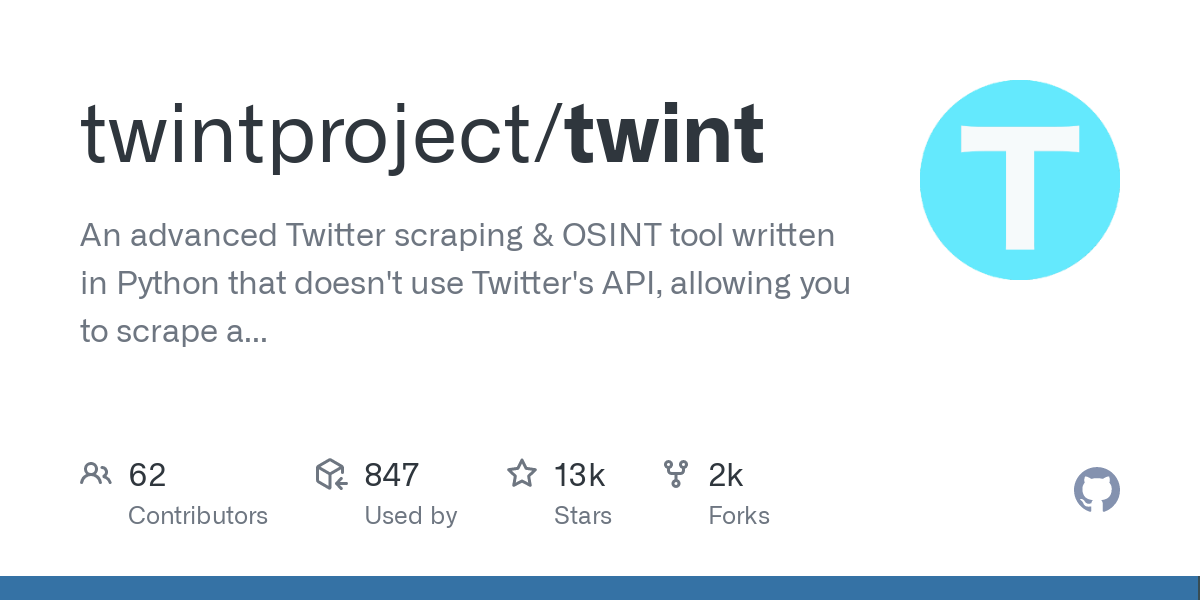 twintproject/twint
T
An advanced Twitter scraping & OSINT tool written
in Python that doesn't use Twitter's API, allowing you
to scrape a...
62 847 13k 2k
Contributors Used by Stars Forks